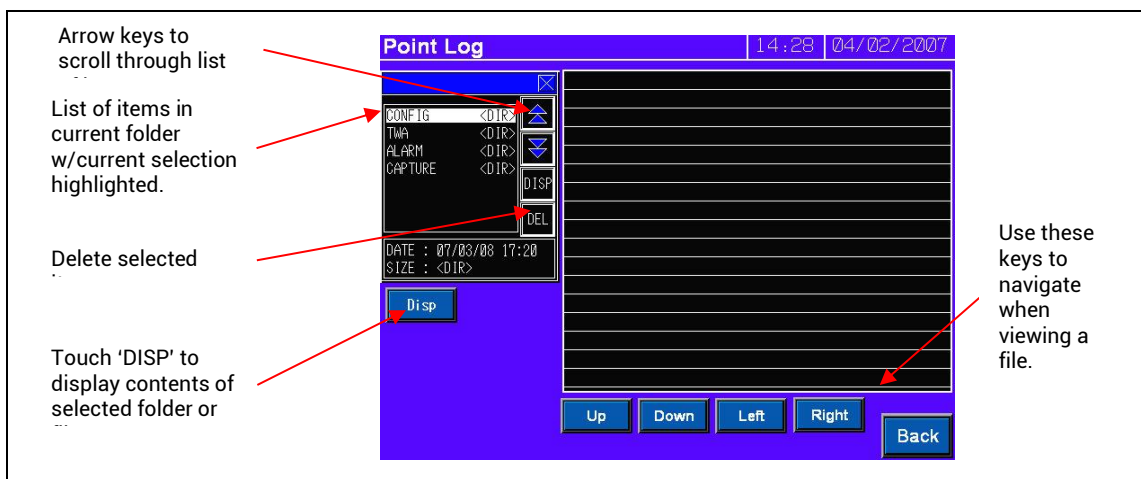 Arrow keys to
scroll through list
List of items in
current folder
w/current selection
highlighted.
Delete selected
Touch 'DISP' to
display contents of
selected folder or
Point Log 14:28 04/02/2007
CONFIG <DIR>
TWA <DIR>
ALARM <DIR>
CAPTURE <DIR>
DISP
DEL
DATE : 07/03/08 17:20
SIZE : <DIR>
Disp
Up Down Left Right
Back
Use these
keys to
navigate
when
viewing a
file.